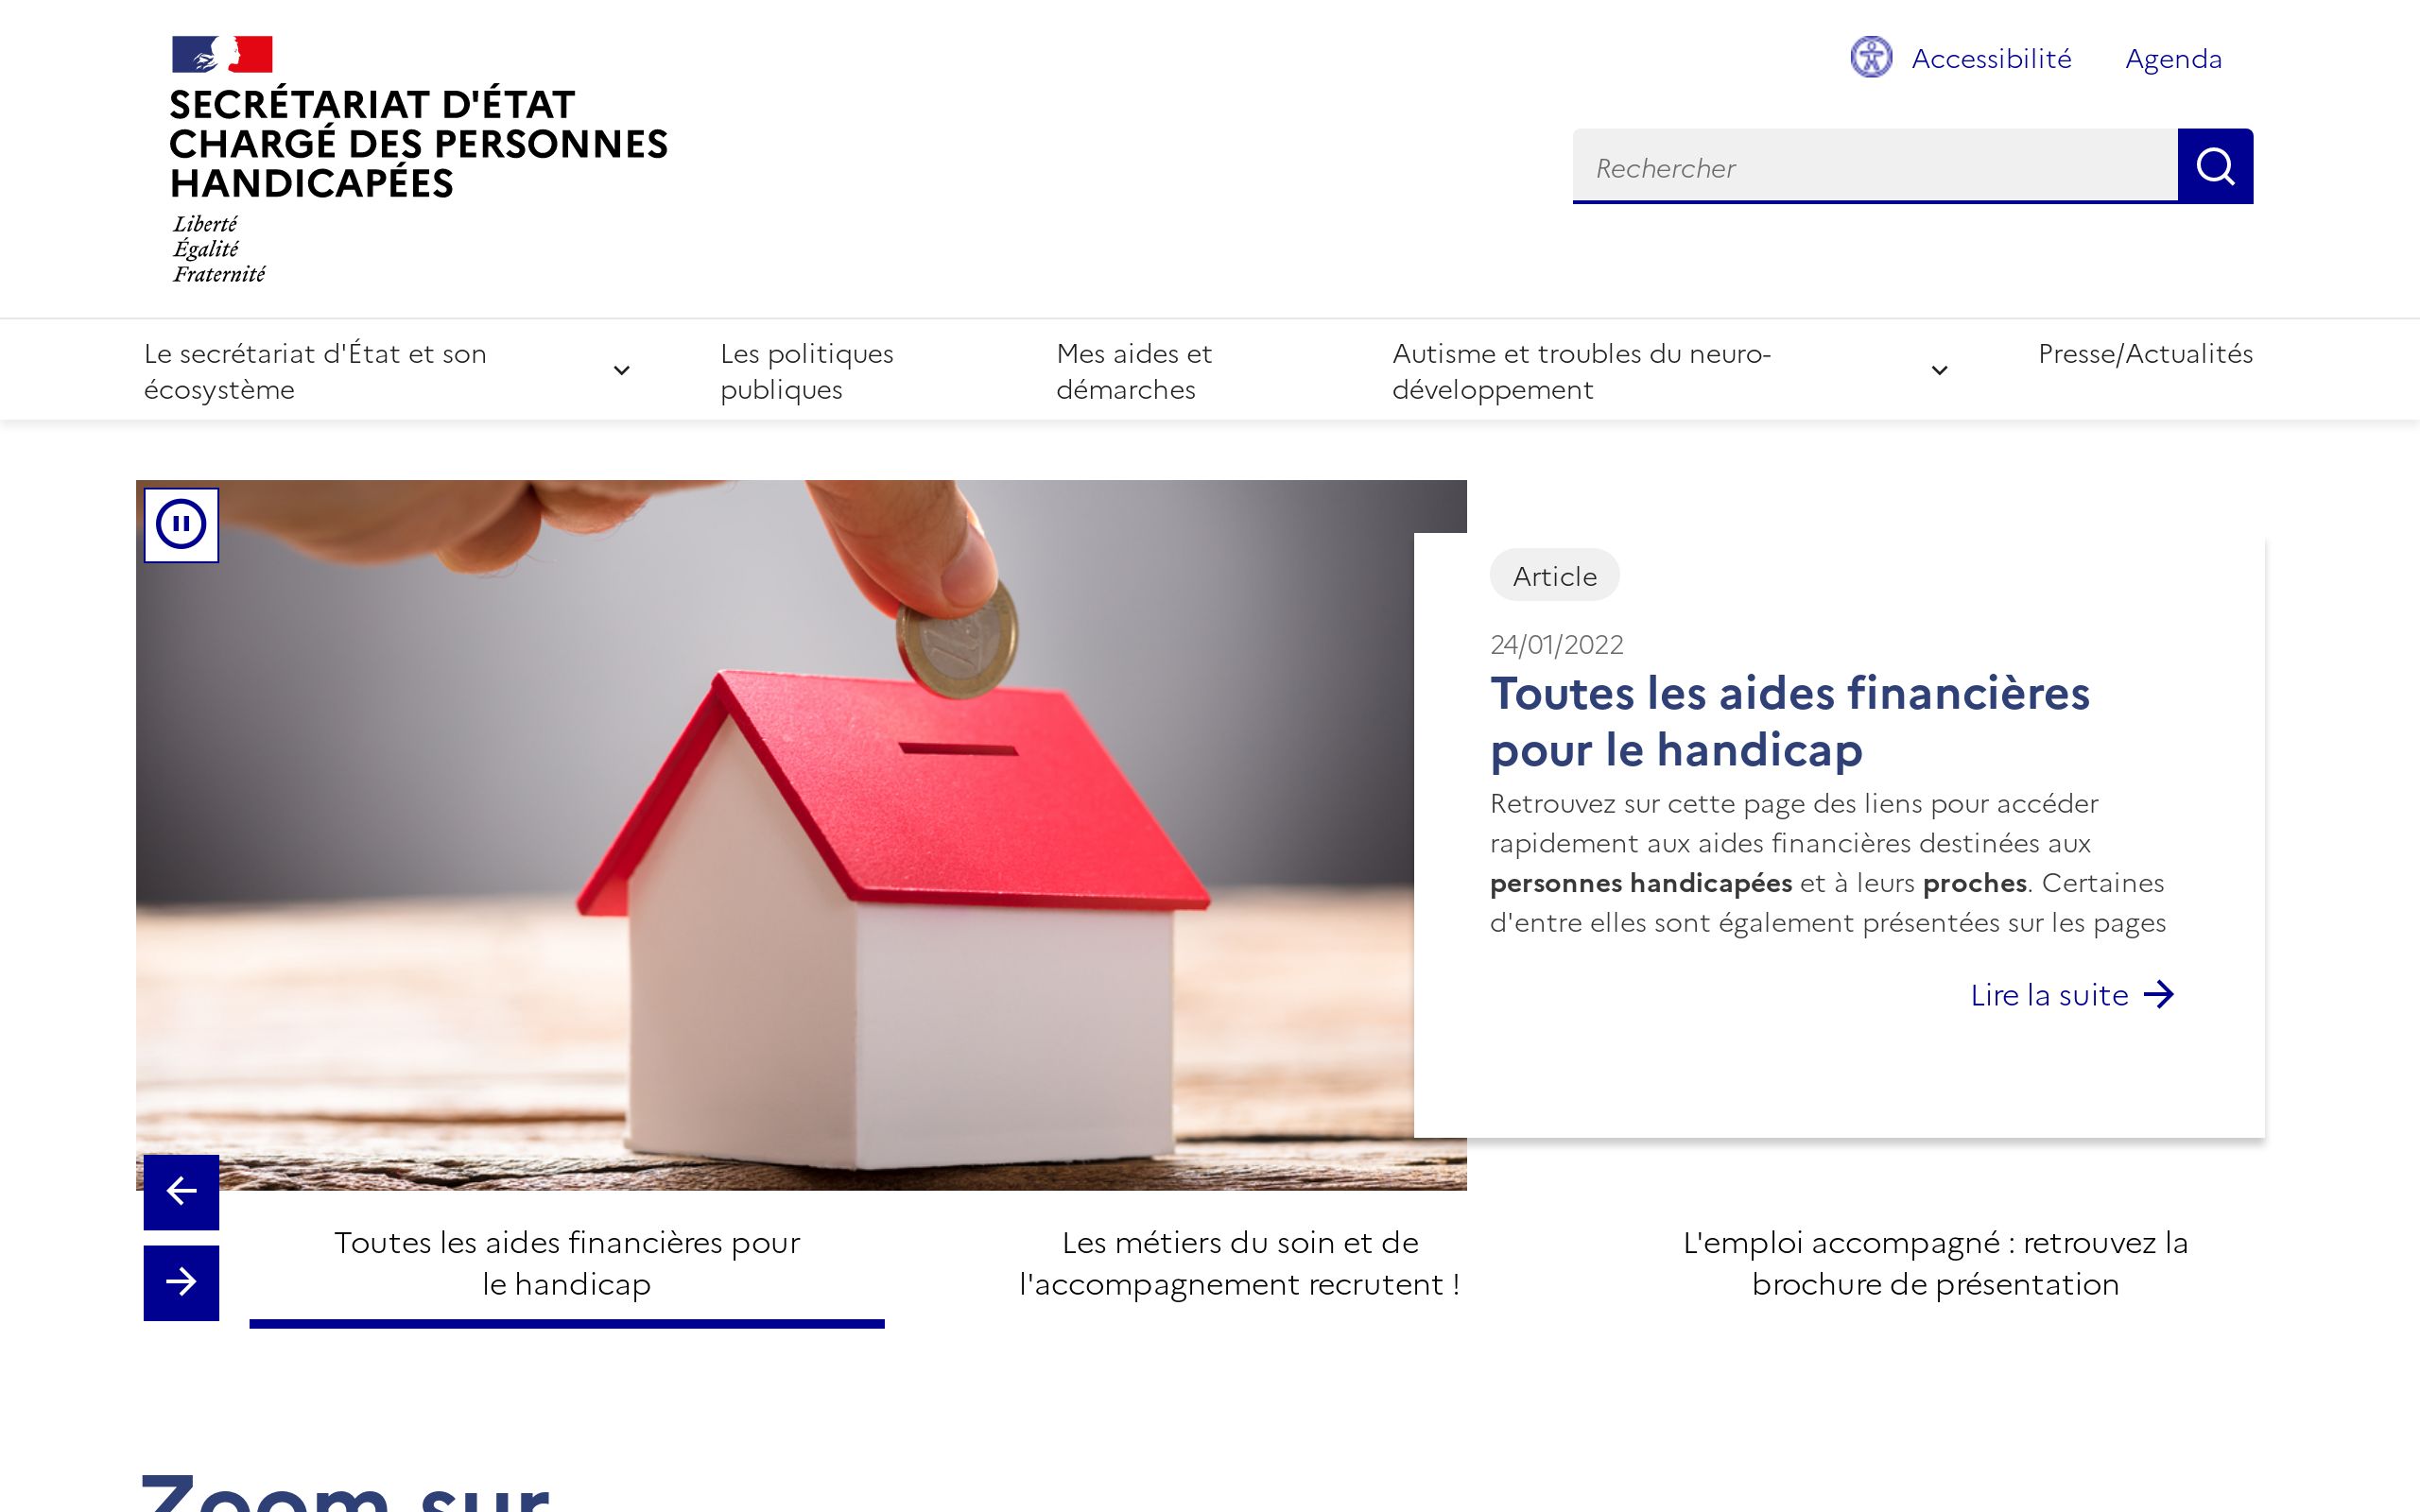 SECRÉTARIAT D'ÉTAT
CHARGÉ DES PERSONNES
HANDICAPÉES
Liberté
Égalité
Fraternité
Accessibilité
Agenda
Rechercher
Le secrétariat d'État et son
écosystème
Les politiques
publiques
Mes aides et
démarches
Autisme et troubles du neuro-
développement
Presse/Actualités
Article
24/01/2022
Toutes les aides financières
pour le handicap
Retrouvez sur cette page des liens pour accéder
rapidement aux aides financières destinées aux
personnes handicapées et à leurs proches. Certaines
d'entre elles sont également présentées sur les pages
Lire la suite
Toutes les aides financières pour
le handicap
Les métiers du soin et de
l'accompagnement recrutent !
L'emploi accompagné : retrouvez la
brochure de présentation
Zoom sur